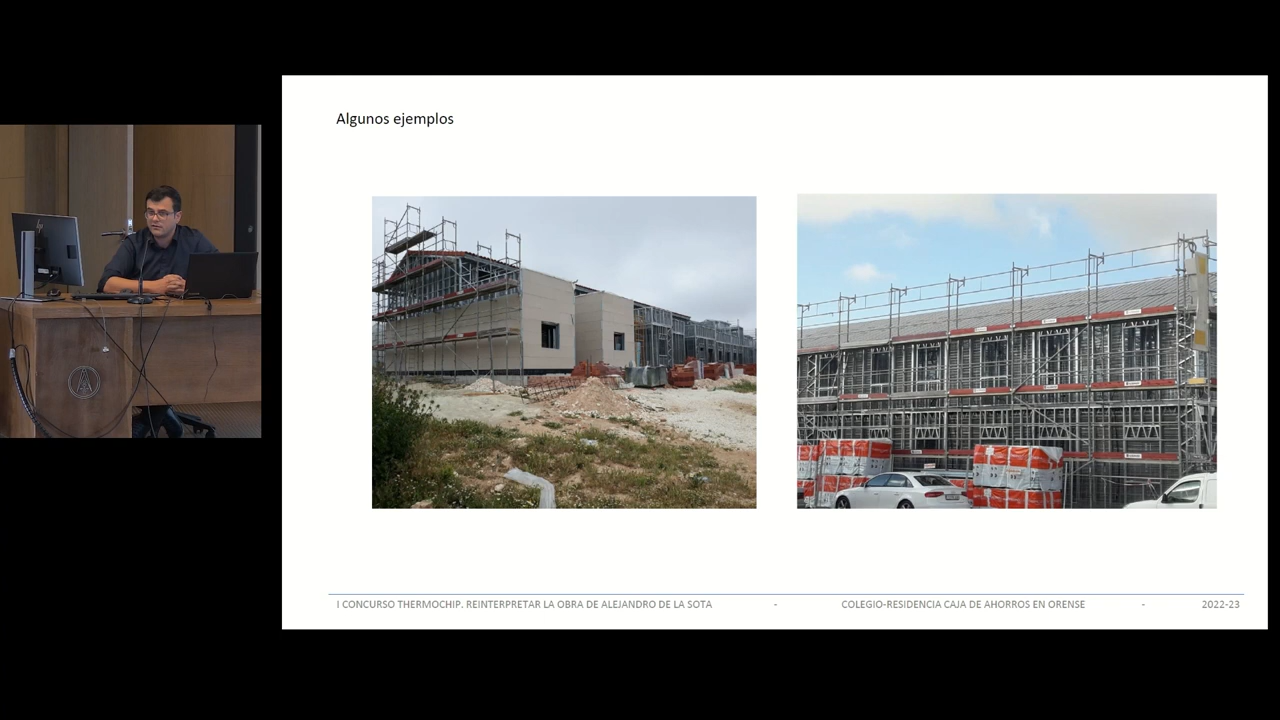 Algunos ejemplos
I CONCURSO THERMOCHIP. REINTERPRETAR LA OBRA DE ALEJANDRO DE LA SOTA - COLEGIO-RESIDENCIA CAJA DE AHORROS EN ORENSE - 2022-23